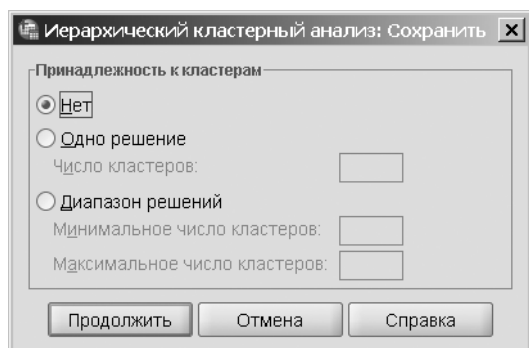 Иерархический кластерный анализ: Сохранить
Принадлежность к кластерам
Нет
Одно решение
Число кластеров:
Диапазон решений
Минимальное число кластеров:
Максимальное число кластеров:
Продолжить Отмена Справка